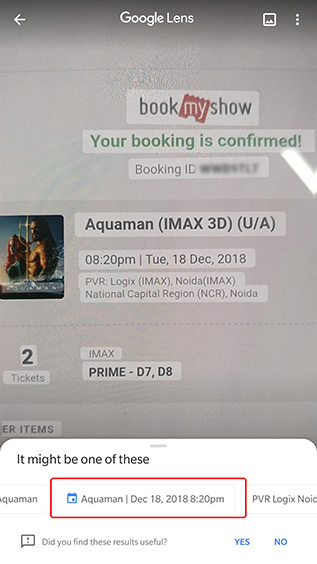 Google Lens
bookmyshow
Your booking is confirmed!
Booking ID
Aquaman (IMAX 3D) (U/A)
08:20pm | Tue, 18 Dec, 2018
PVR: Logix (IMAX), Noida(IMAX)
National Capital Region (NCR), Noida
AQUAMAN
2
Tickets
IMAX
PRIME - D7, D8
ER ITEMS
It might be one of these
Aquaman
Aquaman | Dec 18, 2018 8:20pm
PVR Logix Noid
Did you find these results useful?
YES
NO